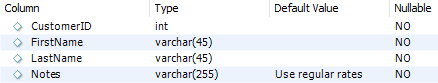 Column Type Default Value Nullable
CustomerID int NO
FirstName varchar(45) NO
LastName varchar(45) NO
Notes varchar(255) Use regular rates NO